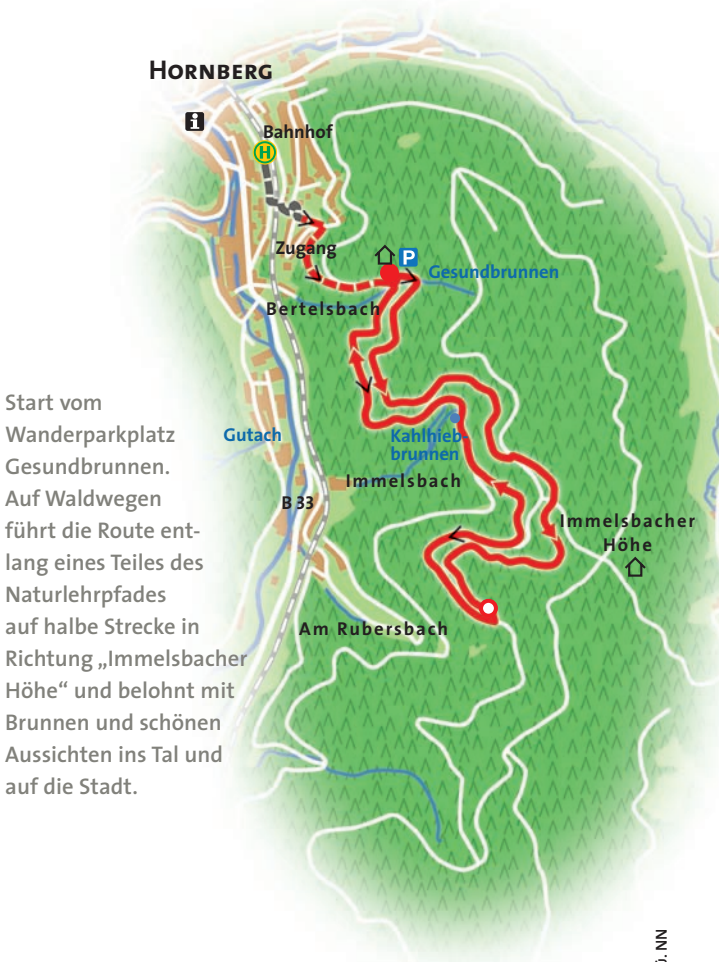 HORNBERG
i
Bahnhof
H
Zugang
P
Gesundbrunnen
Bertelsbach
Start vom
Wanderparkplatz
Gesundbrunnen.
Auf Waldwegen
führt die Route ent-
lang eines Teiles des
Naturlehrpfades
auf halbe Strecke in
Richtung „Immelsbacher
Höhe“ und belohnt mit
Brunnen und schönen
Aussichten ins Tal und
auf die Stadt.
Gutach
Kahlhieb-
brunnen
Immelsbach
B 33
Immelsbacher
Höhe
Am Rubersbach
NN